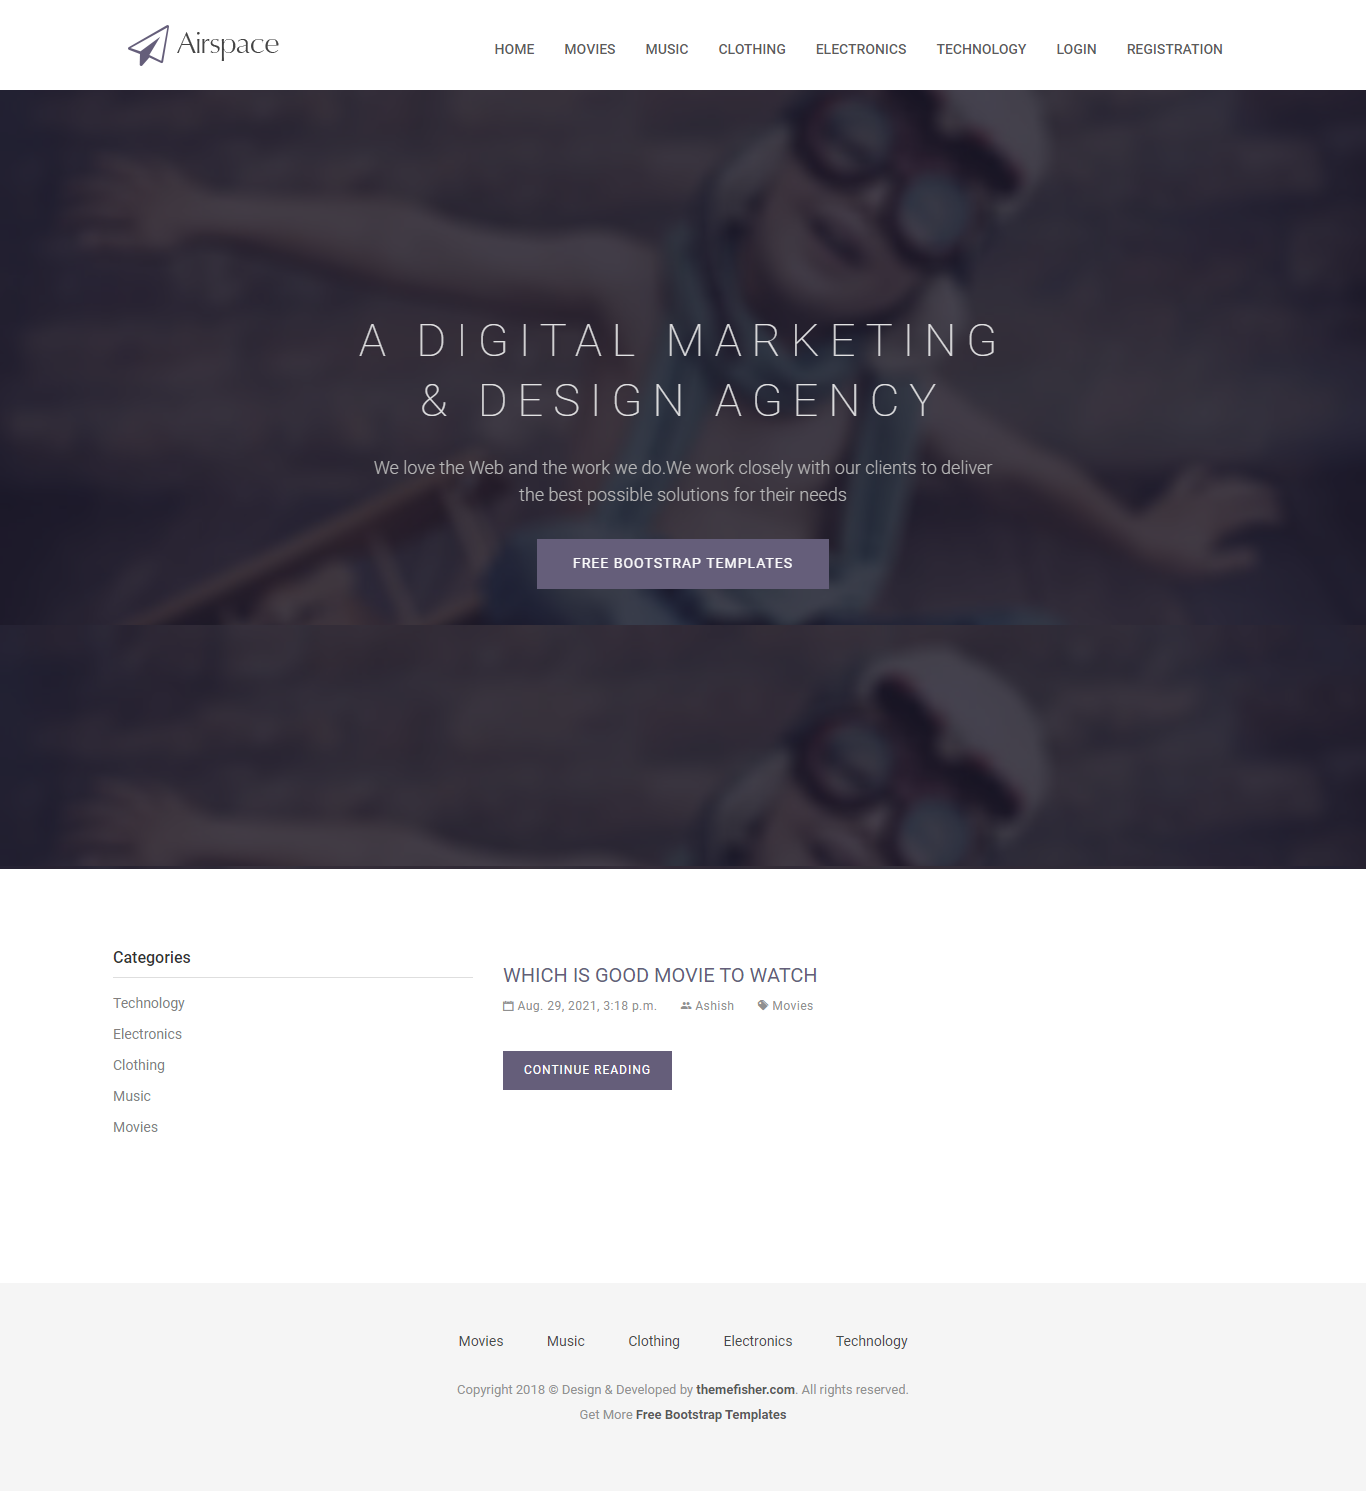 Airspace
HOME MOVIES MUSIC CLOTHING ELECTRONICS TECHNOLOGY LOGIN REGISTRATION
A DIGITAL MARKETING
& DESIGN AGENCY
We love the Web and the work we do.We work closely with our clients to deliver
the best possible solutions for their needs
FREE BOOTSTRAP TEMPLATES
Categories
Technology
Electronics
Clothing
Music
Movies
WHICH IS GOOD MOVIE TO WATCH
Aug. 29, 2021, 3:18 p.m. Ashish Movies
CONTINUE READING
Movies Music Clothing Electronics Technology
Copyright 2018 © Design & Developed by themefisher.com. All rights reserved.
Get More Free Bootstrap Templates